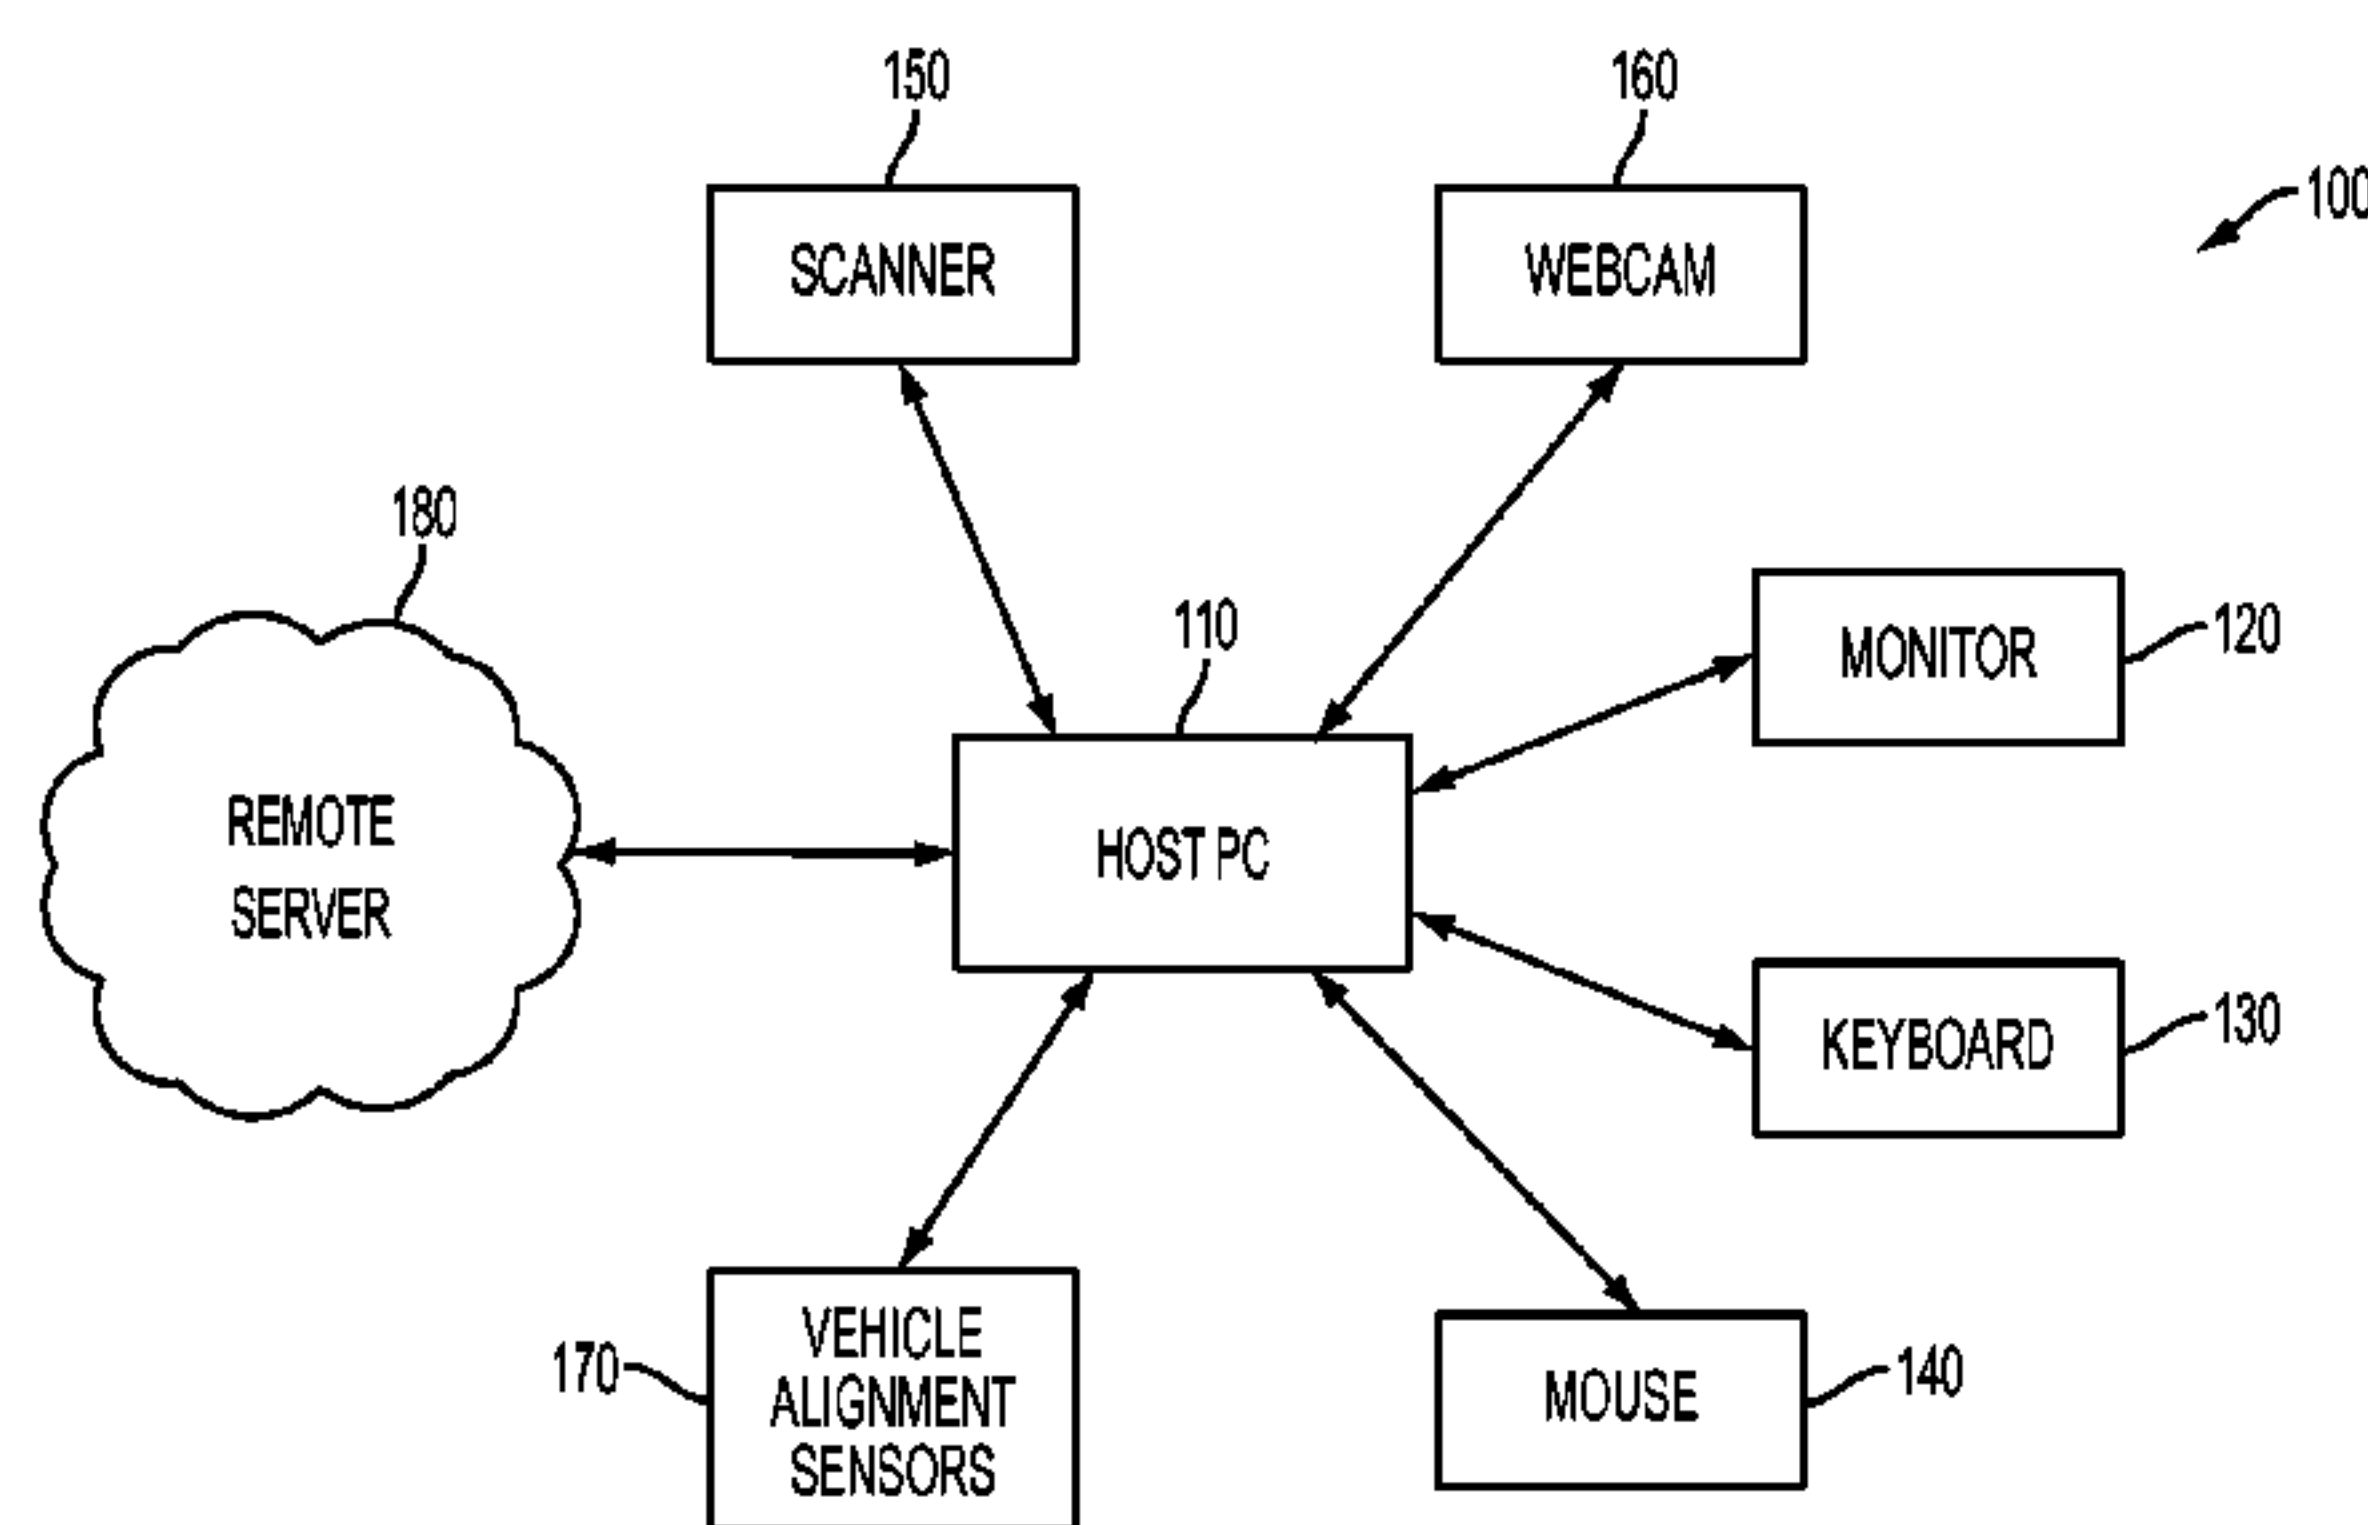 150
160
100
SCANNER
WEBCAM
180
110
MONITOR
120
REMOTE
SERVER
HOST PC
KEYBOARD
130
VEHICLE
ALIGNMENT
SENSORS
170
MOUSE
140